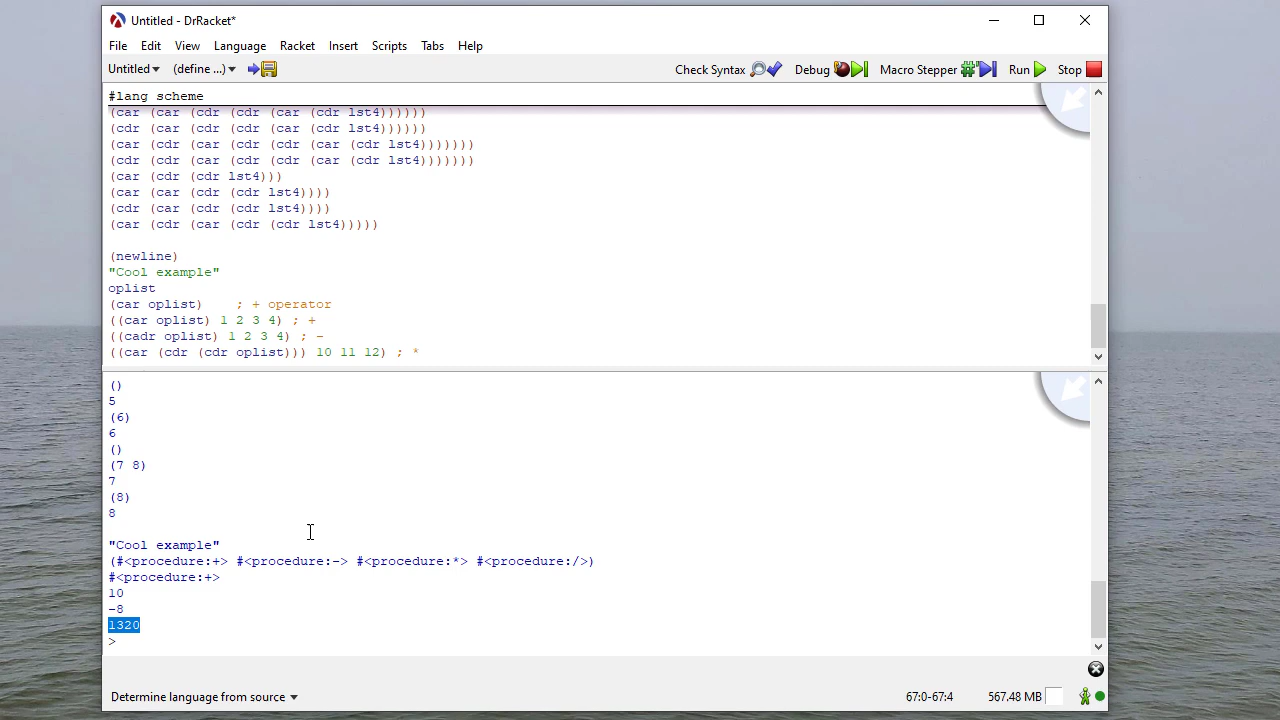 Untitled - DrRacket*
File Edit View Language Racket Insert Scripts Tabs Help
Untitled (define ...) Check Syntax Debug Macro Stepper Run Stop
#lang scheme
(car (car (cdr (cdr (car (cdr lst4))))))
(cdr (car (cdr (cdr (car (cdr lst4))))))
(car (cdr (car (cdr (cdr (car (cdr lst4)))))))
(cdr (cdr (car (cdr (cdr (car (cdr lst4)))))))
(car (cdr (cdr lst4)))
(car (car (cdr (cdr lst4))))
(cdr (car (cdr (cdr lst4))))
(car (cdr (car (cdr (cdr lst4)))))
(newline)
"Cool example"
oplist
(car oplist) ; + operator
((car oplist) 1 2 3 4) ; +
((cadr oplist) 1 2 3 4) ; -
((car (cdr (cdr oplist))) 10 11 12) ; *
()
5
(6)
6
()
(7 8)
7
(8)
8
"Cool example"
(#<procedure:+> #<procedure:-> #<procedure:*> #<procedure:/>)
#<procedure:+>
10
-8
1320
>
Determine language from source 67:0-67:4 567.48 MB